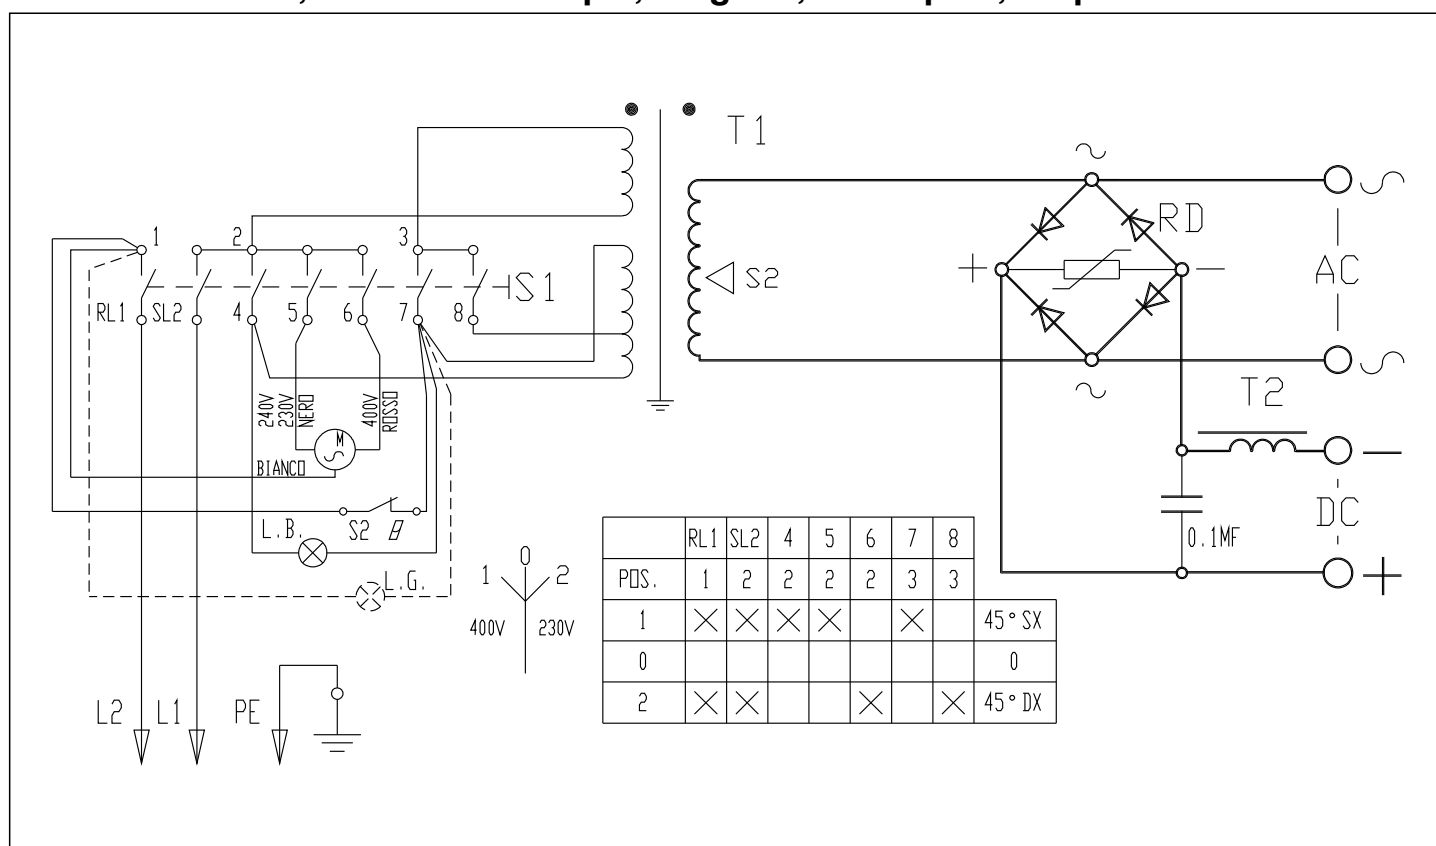 T1
RD
AC
S2
1 2 3
S1
RL1 SL2 4 5 6 7 8
240V
230V
NERO
400V
ROSSO
M
BIANCO
S2 θ
L.B.
L.G.
T2
DC
0.1MF
+ −
−
+
1 0 2
400V 230V
RL1 SL2 4 5 6 7 8
POS. 1 2 2 2 2 3 3
1 X X X X X 45° SX
0 0
2 X X X X 45° DX
L2 L1 PE